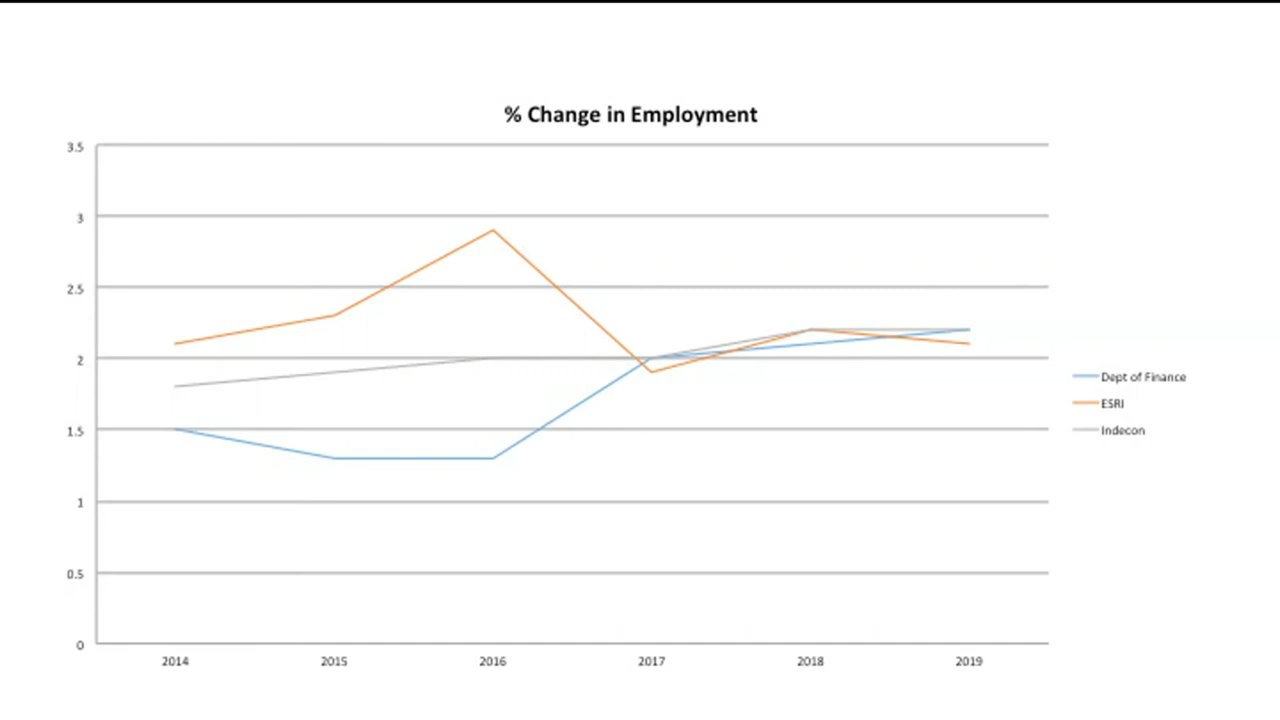 % Change in Employment
3.5
3
2.5
2
1.5
1
0.5
0
2014 2015 2016 2017 2018 2019
Dept of Finance
ESRI
Indecon